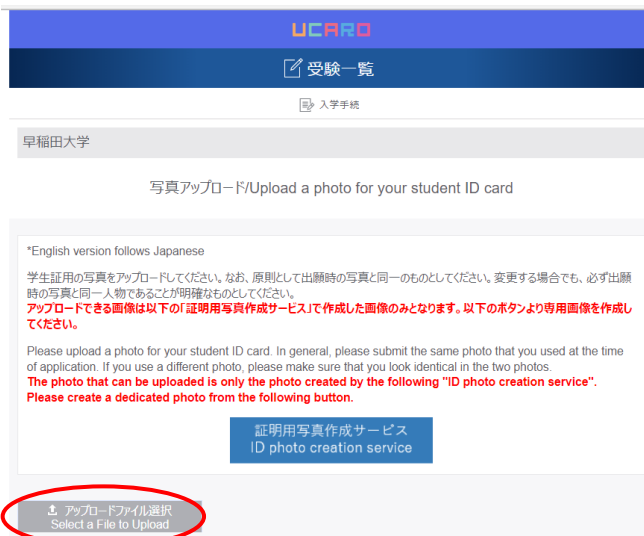 UCARO
受験一覧
入学手続
早稲田大学
写真アップロード/Upload a photo for your student ID card
*English version follows Japanese
学生証用の写真をアップロードしてください。なお、原則として出願時の写真と同一のものとしてください。変更する場合でも、必ず出願
時の写真と同一人物であることが明確なものとしてください。
アップロードできる画像は以下の「証明用写真作成サービス」で作成した画像のみとなります。以下のボタンより専用画像を作成し
てください。
Please upload a photo for your student ID card. In general, please submit the same photo that you used at the time
of application. If you use a different photo, please make sure that you look identical in the two photos.
The photo that can be uploaded is only the photo created by the following "ID photo creation service".
Please create a dedicated photo from the following button.
証明用写真作成サービス
ID photo creation service
アップロードファイル選択
Select a File to Upload